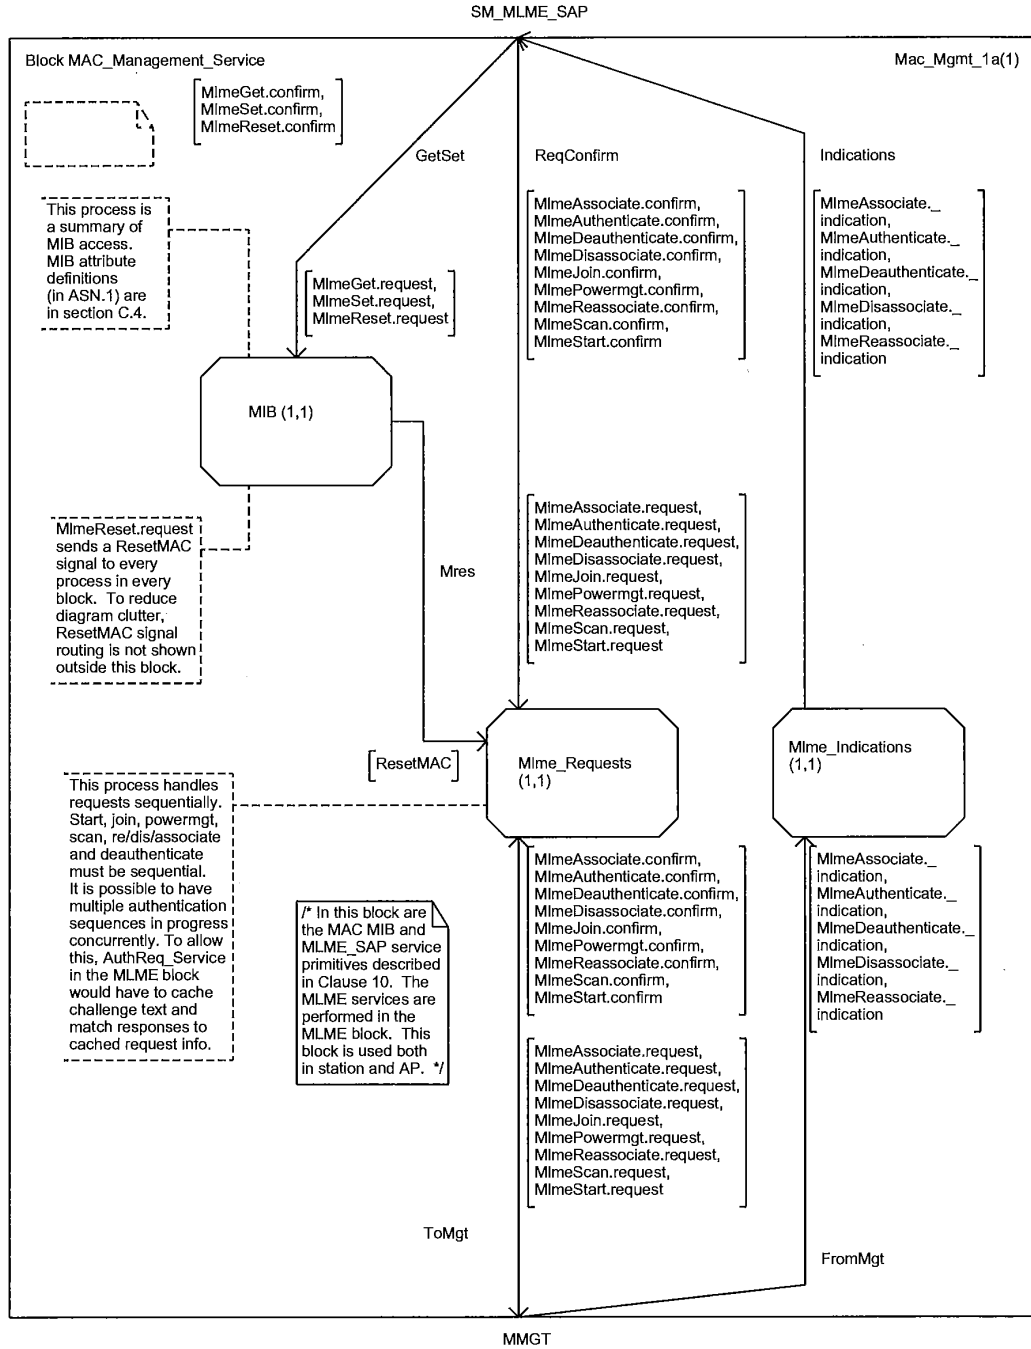 SM_MLME_SAP
Block MAC_Management_Service
Mac_Mgmt_1a(1)
MlmeGet.confirm,
MlmeSet.confirm,
MlmeReset.confirm
GetSet
ReqConfirm
Indications
This process is
a summary of
MIB access.
MIB attribute
definitions
(in ASN.1) are
in section C.4.
MlmeGet.request,
MlmeSet.request,
MlmeReset.request
MlmeAssociate.confirm,
MlmeAuthenticate.confirm,
MlmeDeauthenticate.confirm,
MlmeDisassociate.confirm,
MlmeJoin.confirm,
MlmePowermgt.confirm,
MlmeReassociate.confirm,
MlmeScan.confirm,
MlmeStart.confirm
MlmeAssociate._
indication,
MlmeAuthenticate._
indication,
MlmeDeauthenticate._
indication,
MlmeDisassociate._
indication,
MlmeReassociate._
indication
MIB (1,1)
MlmeReset.request
sends a ResetMAC
signal to every
process in every
block. To reduce
diagram clutter,
ResetMAC signal
routing is not shown
outside this block.
Mres
MlmeAssociate.request,
MlmeAuthenticate.request,
MlmeDeauthenticate.request,
MlmeDisassociate.request,
MlmeJoin.request,
MlmePowermgt.request,
MlmeReassociate.request,
MlmeScan.request,
MlmeStart.request
[ResetMAC]
Mlme_Requests
(1,1)
Mlme_Indications
(1,1)
This process handles
requests sequentially.
Start, join, powermgt,
scan, re/dis/associate
and deauthenticate
must be sequential.
It is possible to have
multiple authentication
sequences in progress
concurrently. To allow
this, AuthReq_Service
in the MLME block
would have to cache
challenge text and
match responses to
cached request info.
/* In this block are
the MAC MIB and
MLME_SAP service
primitives described
in Clause 10. The
MLME services are
performed in the
MLME block. This
block is used both
in station and AP. */
MlmeAssociate.confirm,
MlmeAuthenticate.confirm,
MlmeDeauthenticate.confirm,
MlmeDisassociate.confirm,
MlmeJoin.confirm,
MlmePowermgt.confirm,
MlmeReassociate.confirm,
MlmeScan.confirm,
MlmeStart.confirm
MlmeAssociate._
indication,
MlmeAuthenticate._
indication,
MlmeDeauthenticate._
indication,
MlmeDisassociate._
indication,
MlmeReassociate._
indication
MlmeAssociate.request,
MlmeAuthenticate.request,
MlmeDeauthenticate.request,
MlmeDisassociate.request,
MlmeJoin.request,
MlmePowermgt.request,
MlmeReassociate.request,
MlmeScan.request,
MlmeStart.request
ToMgt
FromMgt
MMGT